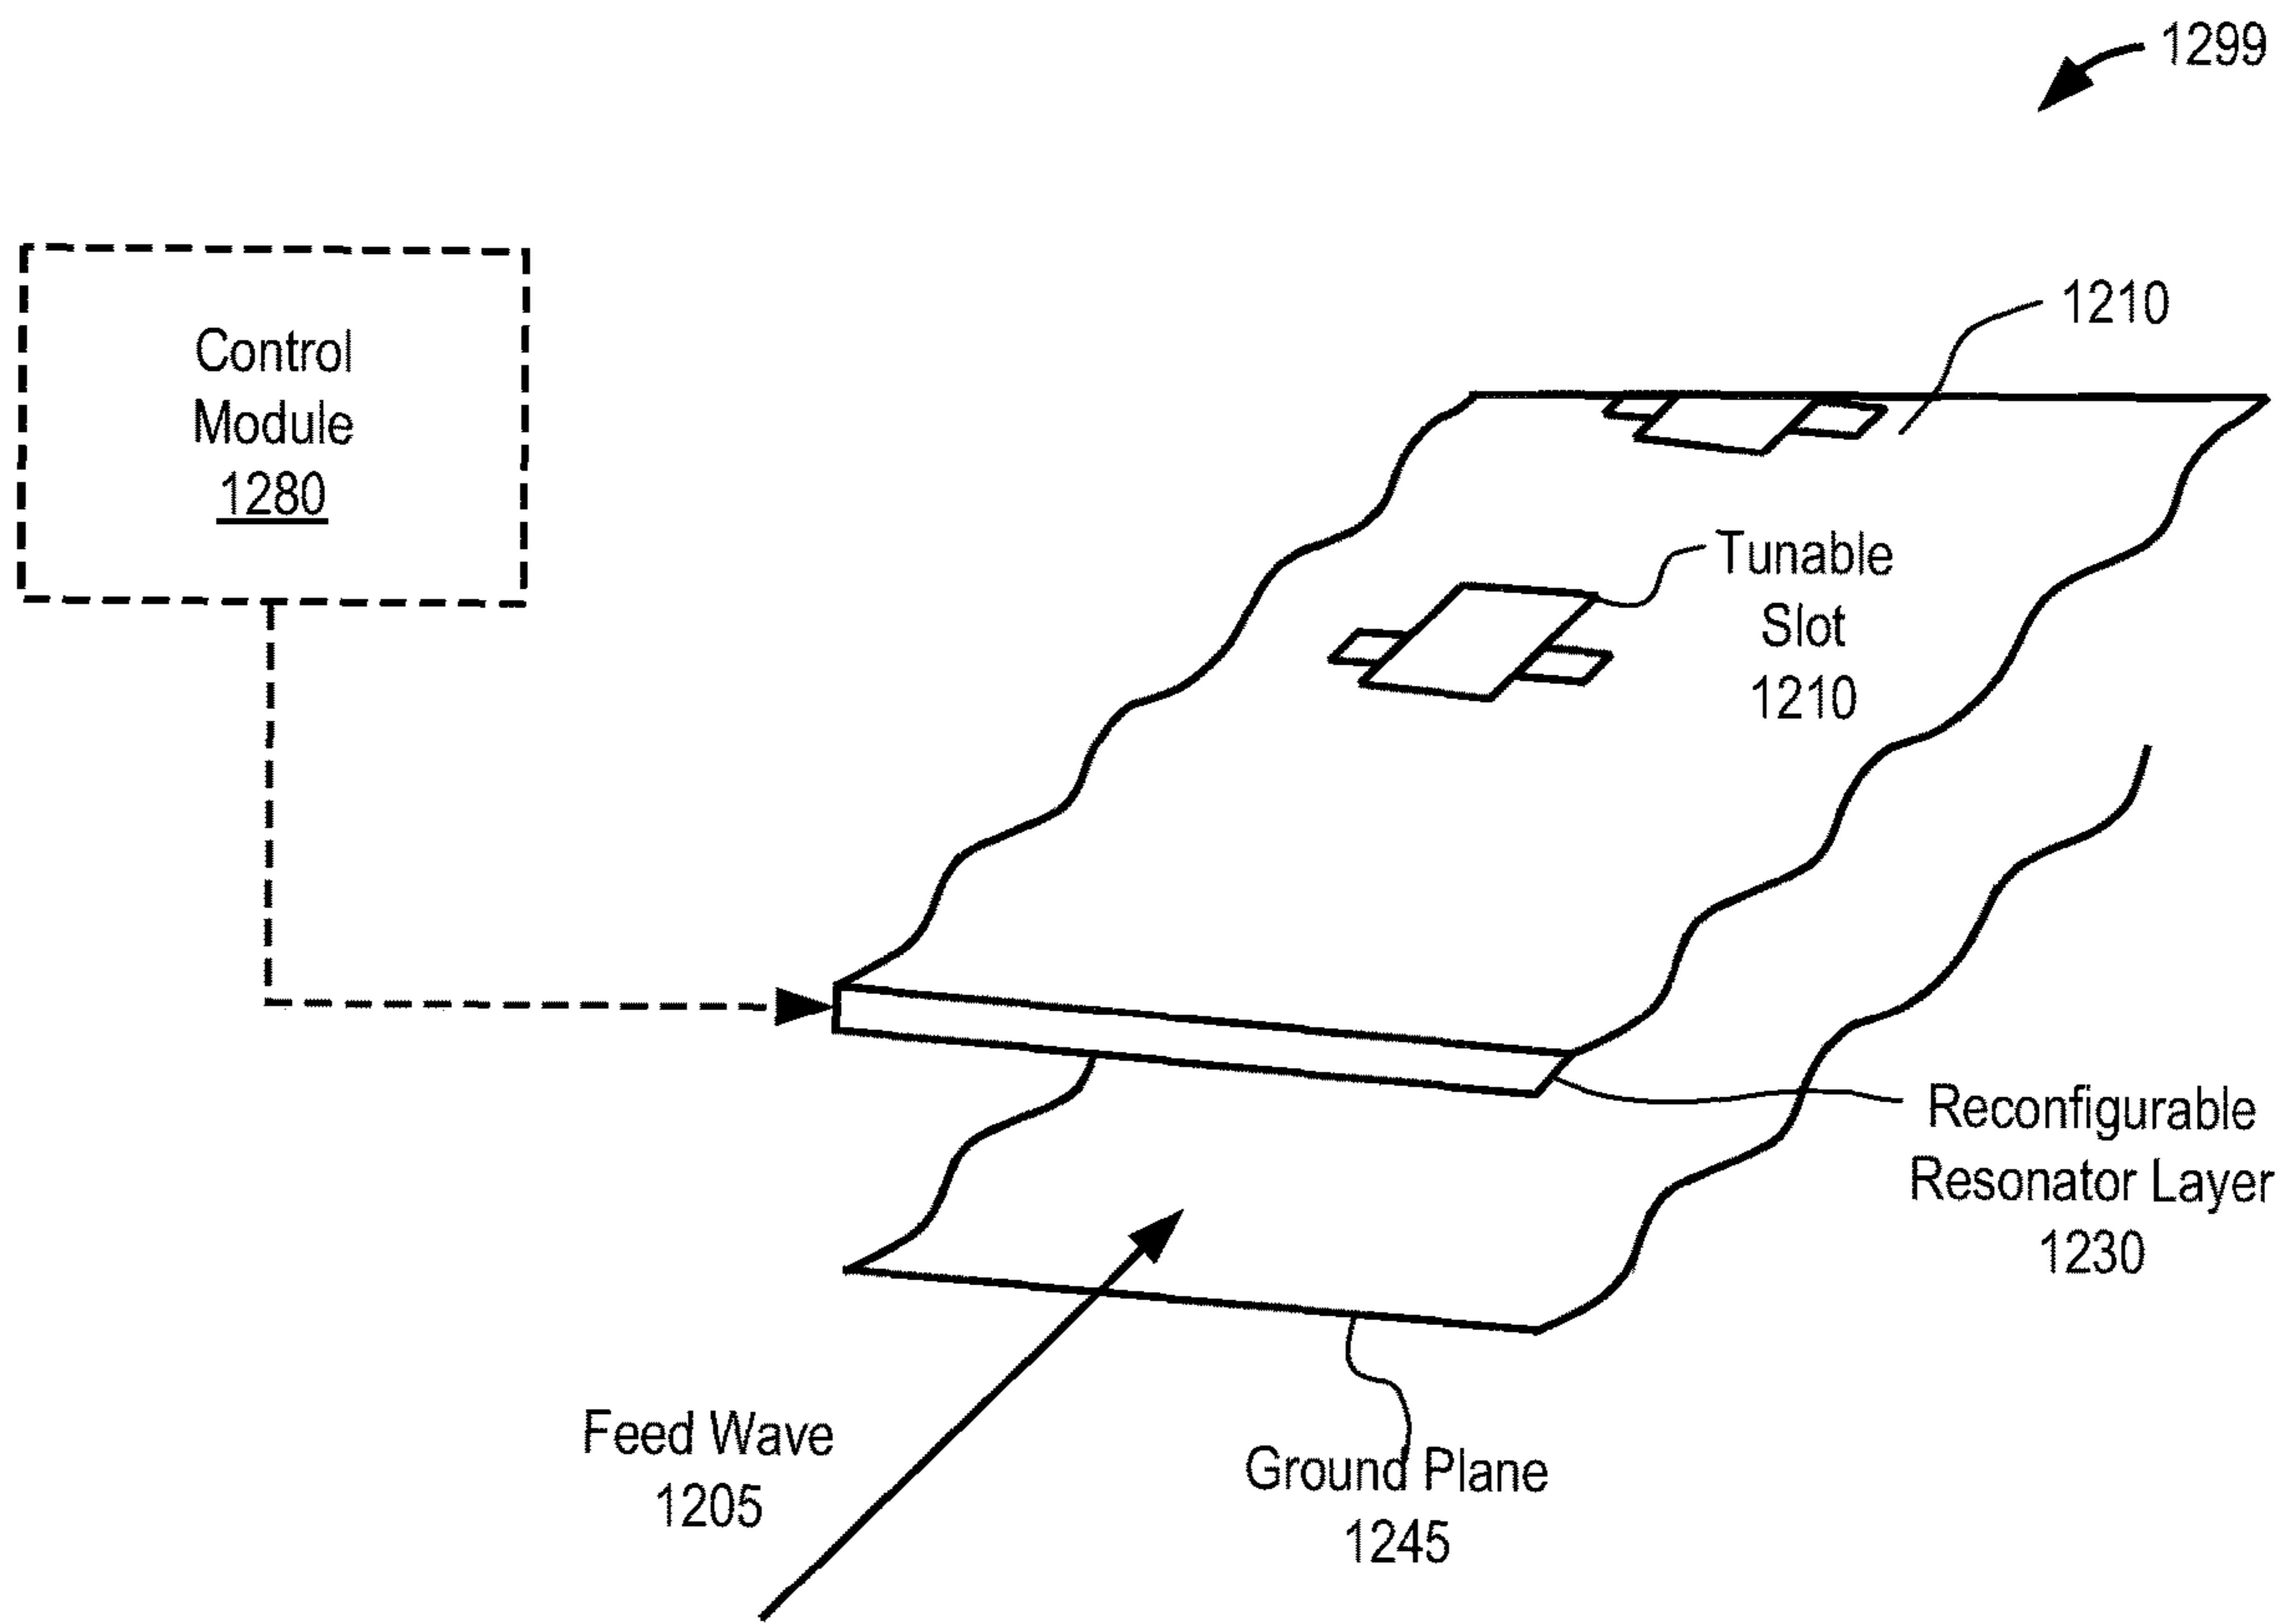 1299
Control
Module
1280
1210
Tunable
Slot
1210
Reconfigurable
Resonator Layer
1230
Feed Wave
1205
Ground Plane
1245